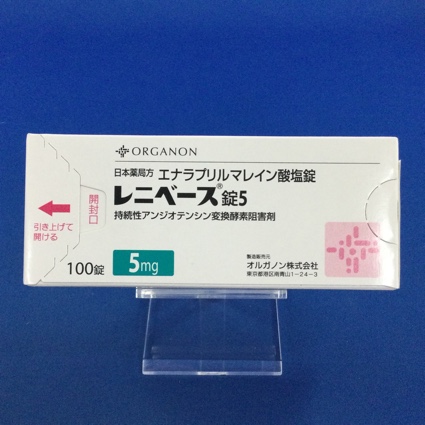 ORGANON
日本薬局方 エナラプリルマレイン酸塩錠
レニベース®錠5
持続性アンジオテンシン変換酵素阻害剤
開封口
引き上げて
開ける
100錠
5mg
製造販売元
オルガノン株式会社
東京都港区南青山1-24-3